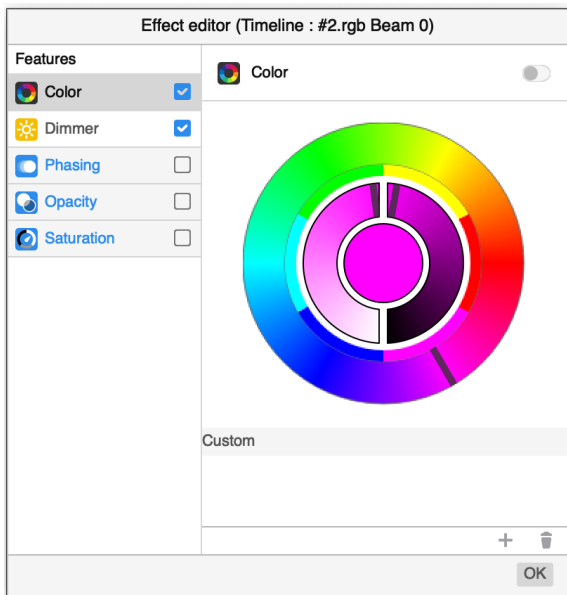 Effect editor (Timeline : #2.rgb Beam 0)
Features
Color
Dimmer
Phasing
Opacity
Saturation
Color
Custom
OK